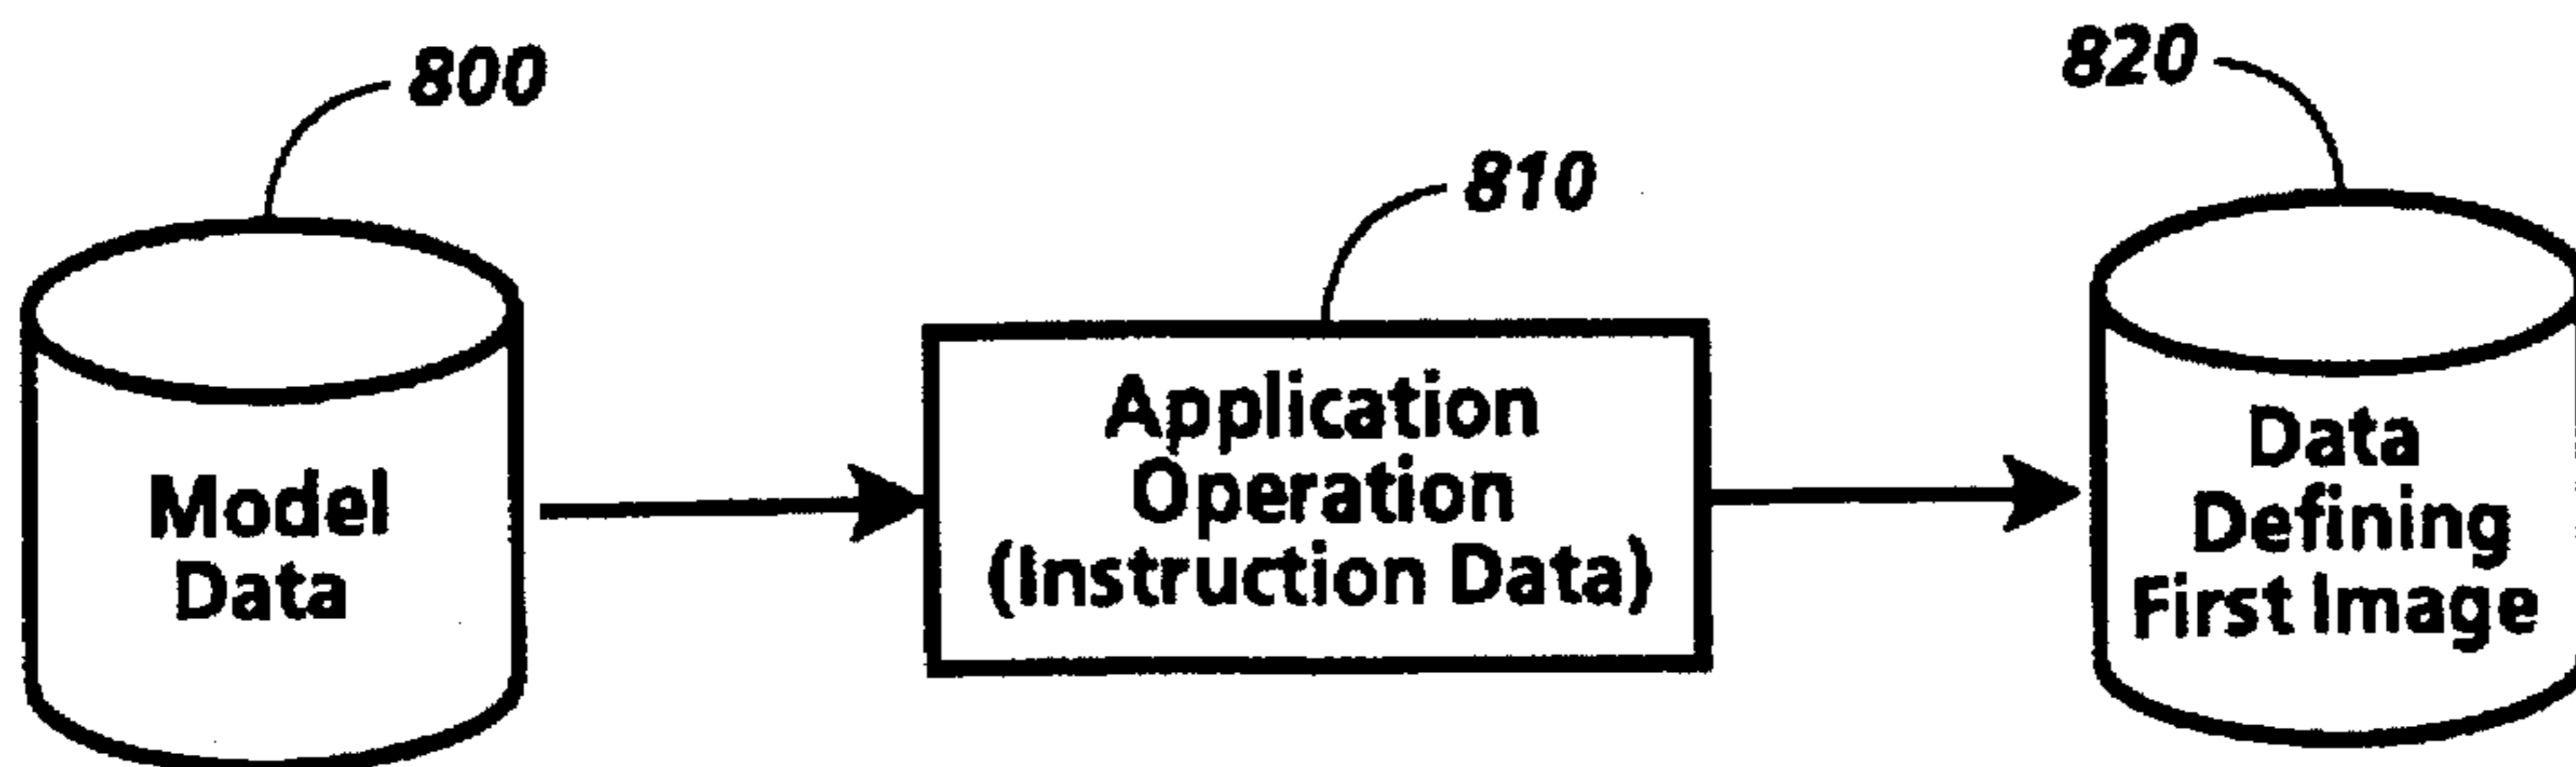 800
820
810
Model
Data
Application
Operation
(Instruction Data)
Data
Defining
First Image